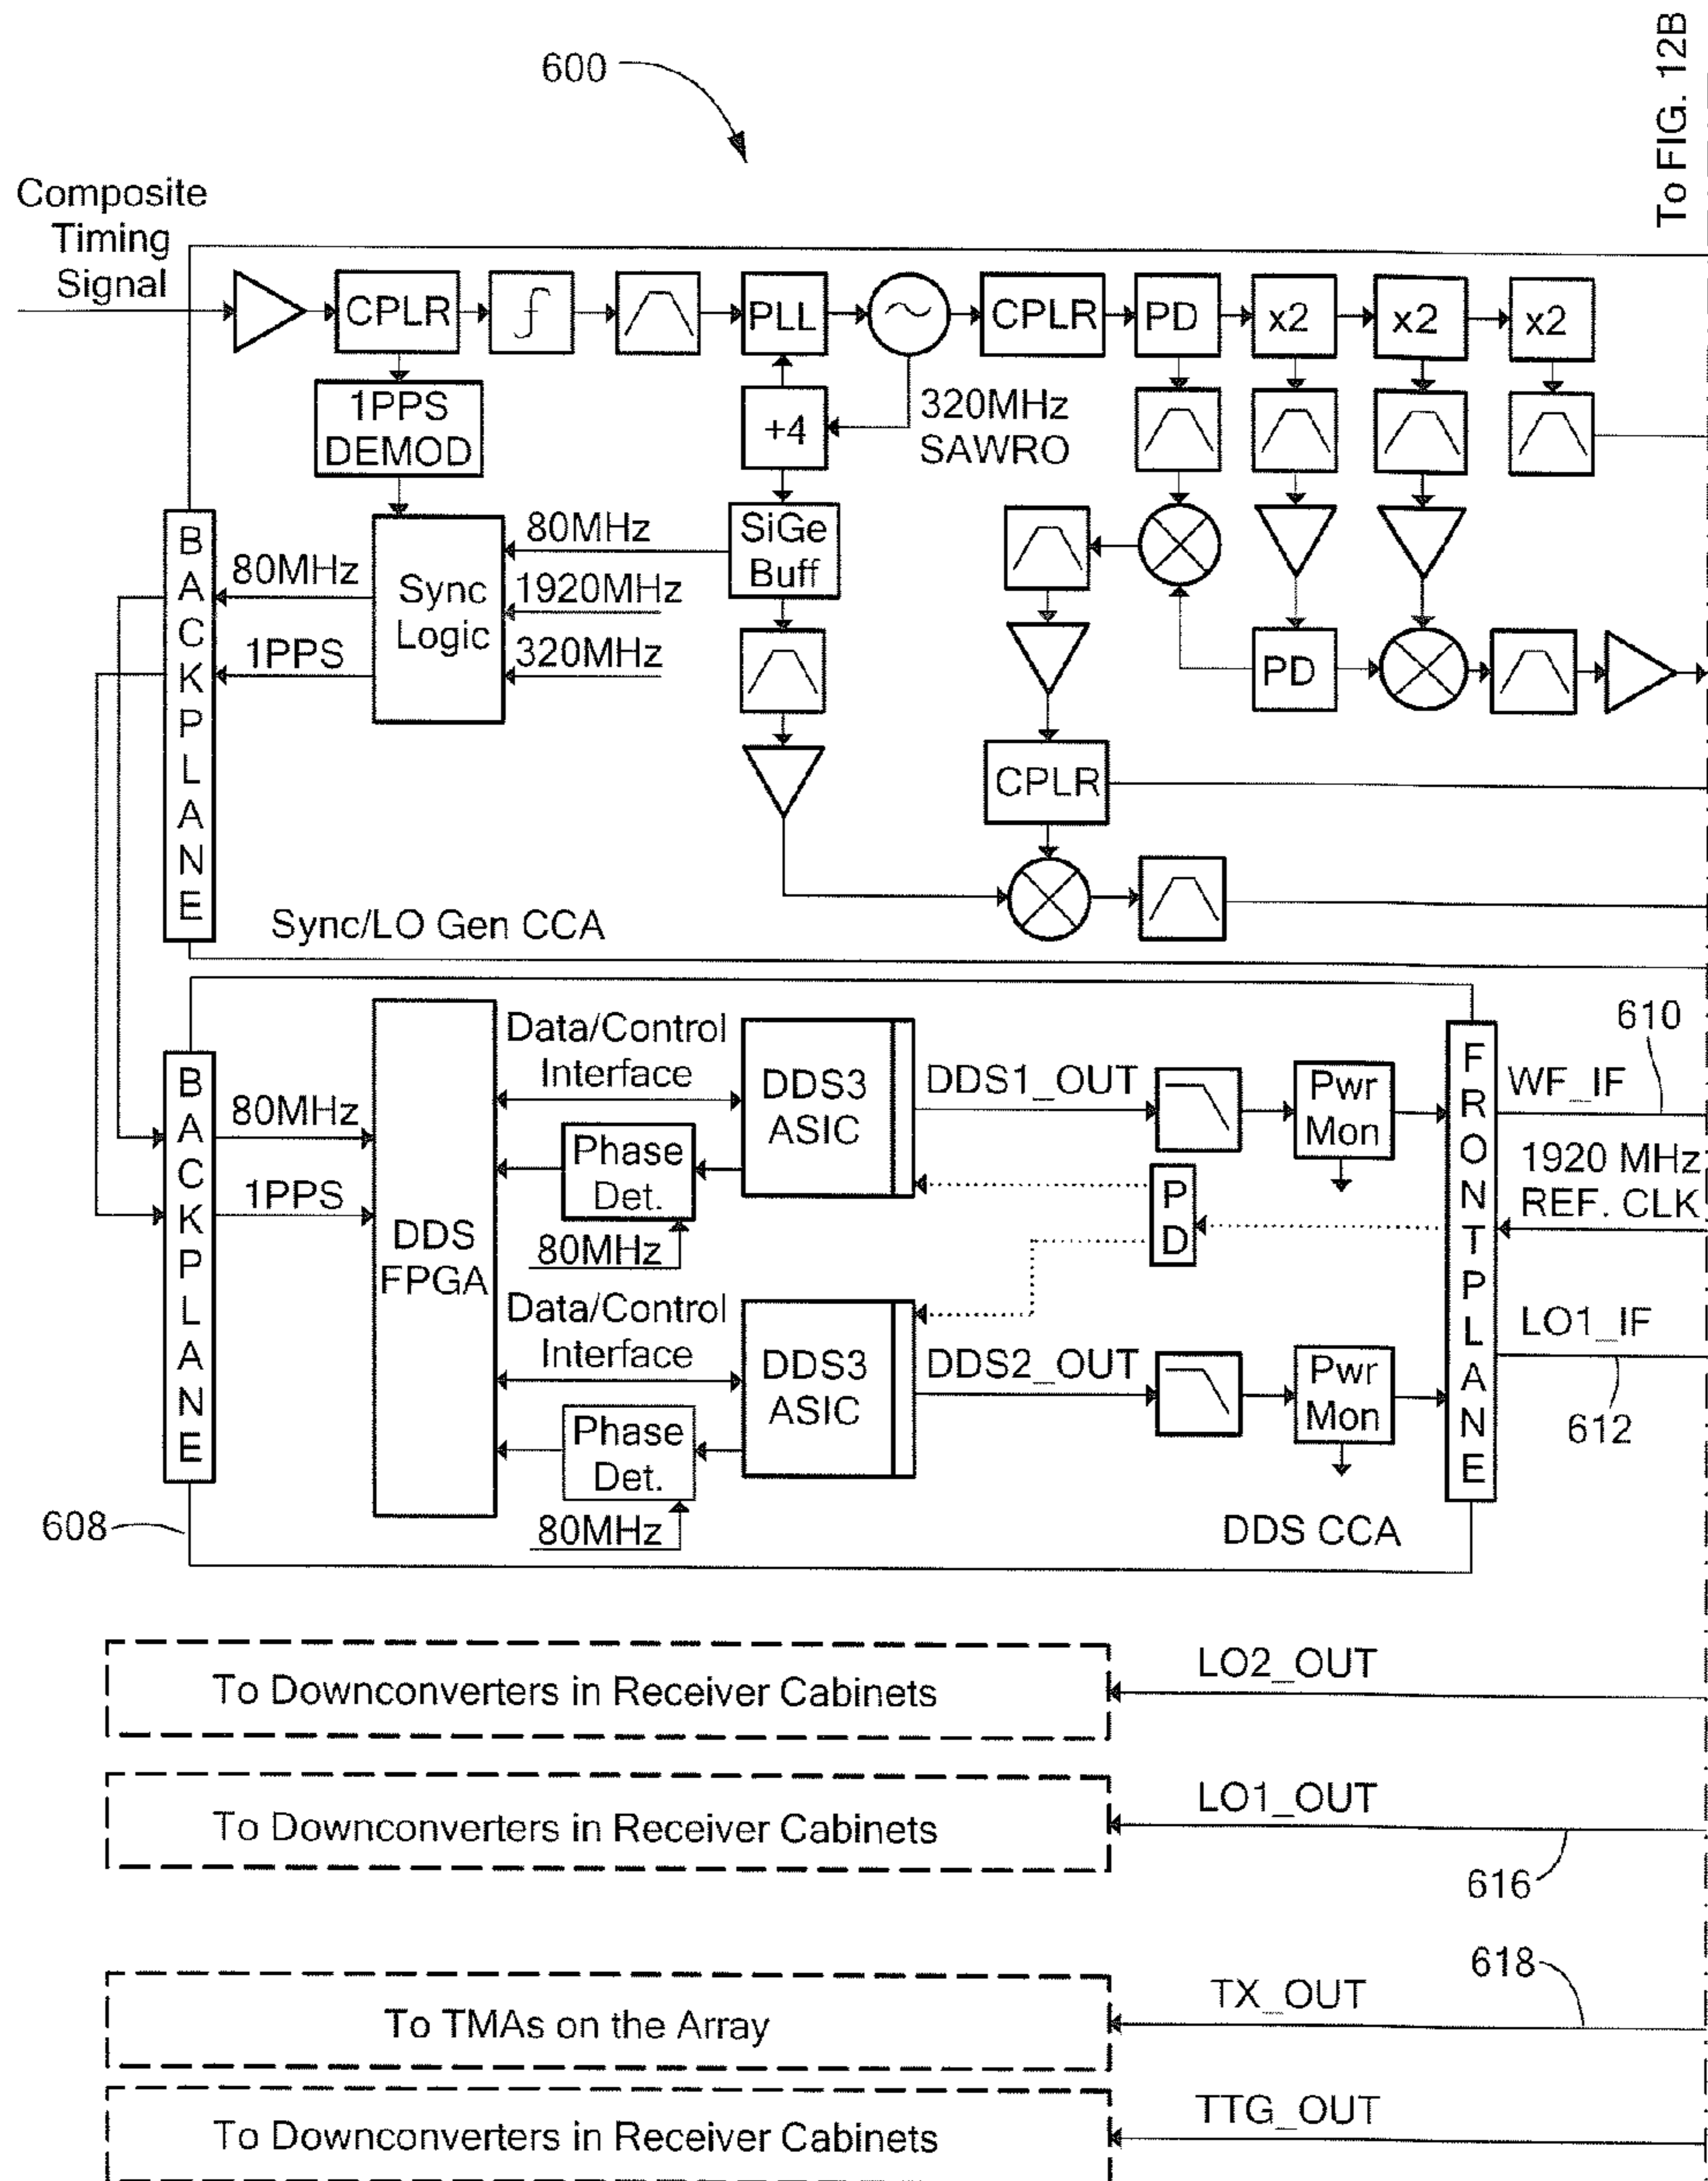 To FIG. 12B
600
Composite
Timing
Signal
CPLR
PLL
CPLR
PD
x2
x2
x2
1PPS
DEMOD
+4
320MHz
SAWRO
BACKPLANE
80MHz
1PPS
Sync
Logic
80MHz
1920MHz
320MHz
SiGe
Buff
PD
CPLR
Sync/LO Gen CCA
BACKPLANE
80MHz
1PPS
DDS
FPGA
Data/Control
Interface
DDS3
ASIC
DDS1_OUT
Pwr
Mon
Phase
Det.
80MHz
PD
Data/Control
Interface
DDS3
ASIC
DDS2_OUT
Pwr
Mon
Phase
Det.
80MHz
FRONTPLANE
610
WF_IF
1920 MHz
REF. CLK
LO1_IF
612
608
DDS CCA
To Downconverters in Receiver Cabinets
LO2_OUT
To Downconverters in Receiver Cabinets
LO1_OUT
616
618
To TMAs on the Array
TX_OUT
To Downconverters in Receiver Cabinets
TTG_OUT